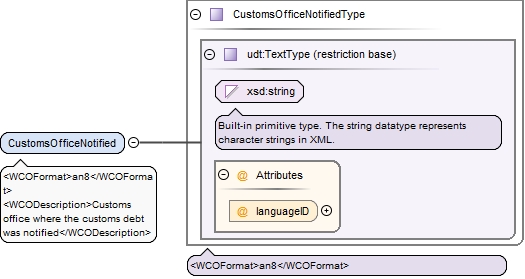 CustomsOfficeNotifiedType
udt:TextType (restriction base)
xsd:string
Built-in primitive type. The string datatype represents
character strings in XML.
CustomsOfficeNotified
<WCOFormat>an8</WCOForma
t>
<WCODescription>Customs
office where the customs debt
was notified</WCODescription>
@ Attributes
@ languageID
<WCOFormat>an8</WCOFormat>